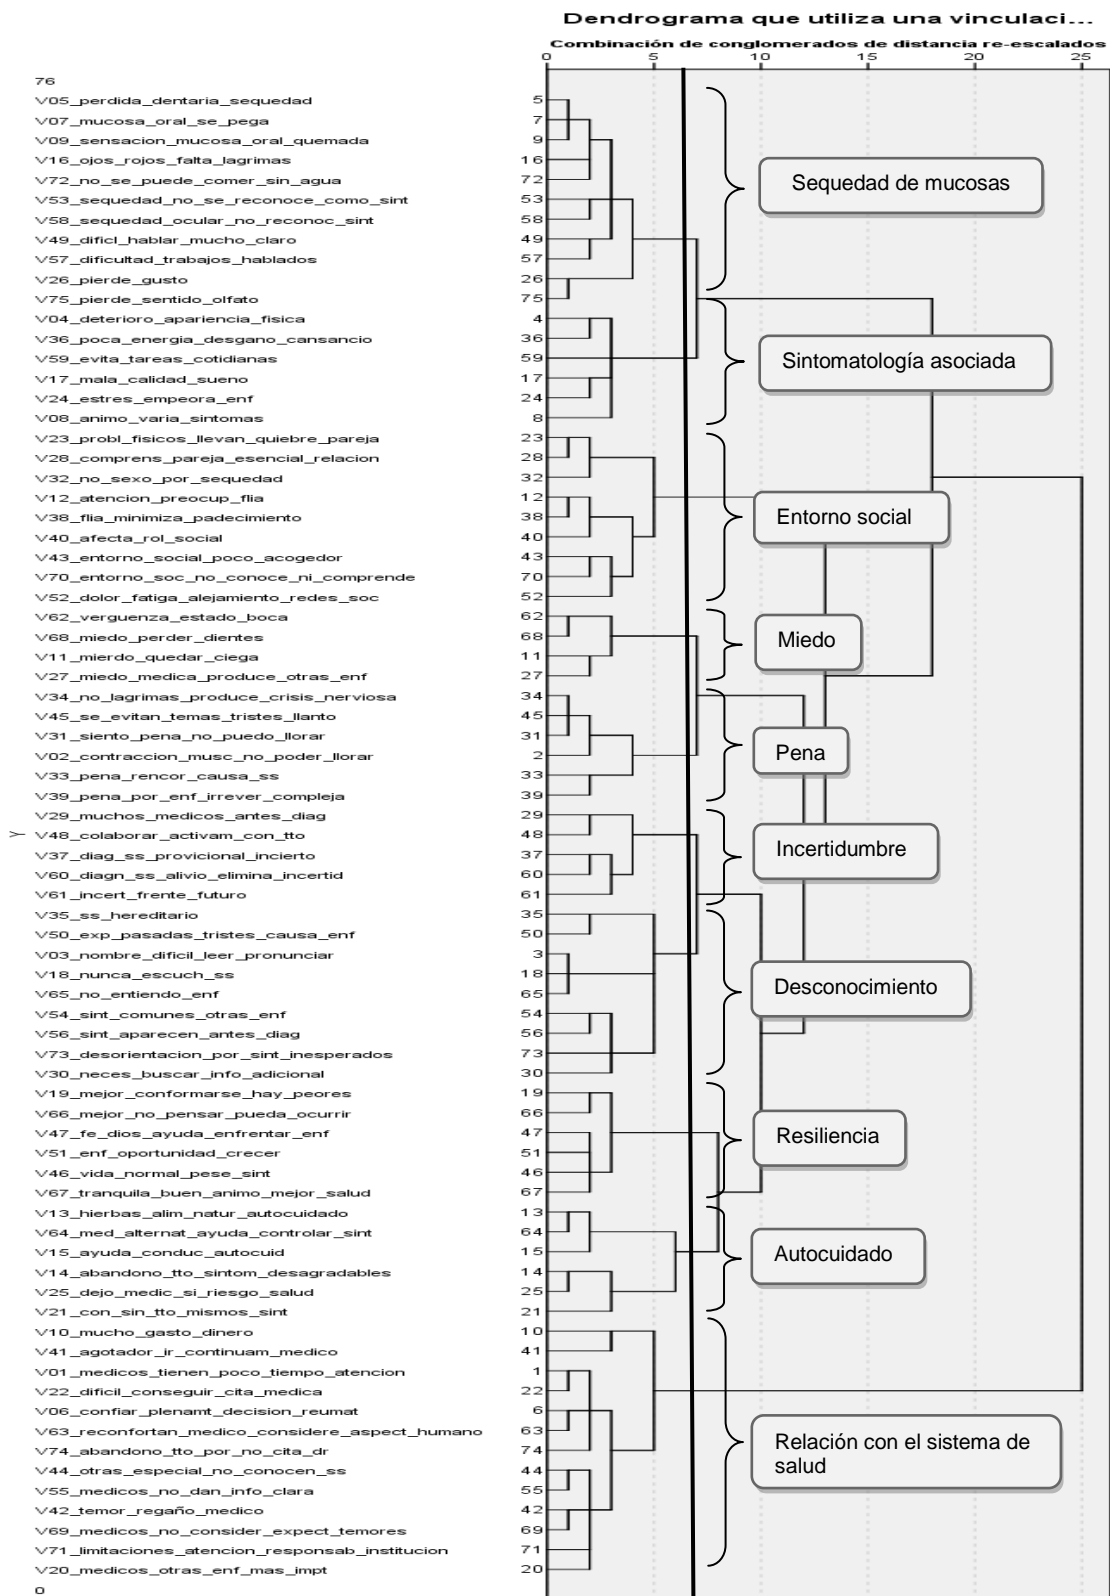 Dendrograma que utiliza una vinculaci...
Combinación de conglomerados de distancia re-escalados
0 5 10 15 20 25
76
V05_perdida_dentaria_sequedad 5
V07_mucosa_oral_se_pega 7
V09_sensacion_mucosa_oral_quemada 9
V16_ojos_rojos_falta_lagrimas 16
V72_no_se_puede_comer_sin_agua 72
Sequedad de mucosas
V53_sequedad_no_se_reconoce_como_sint 53
V58_sequedad_ocular_no_reconoc_sint 58
V49_dificl_hablar_mucho_claro 49
V57_dificultad_trabajos_hablados 57
V26_pierde_gusto 26
V75_pierde_sentido_olfato 75
V04_deterioro_apariencia_fisica 4
V36_poca_energia_desgano_cansancio 36
V59_evita_tareas_cotidianas 59
Sintomatología asociada
V17_mala_calidad_sueno 17
V24_estres_empeora_enf 24
V08_animo_varia_sintomas 8
V23_probl_fisicos_llevan_quiebre_pareja 23
V28_comprens_pareja_esencial_relacion 28
V32_no_sexo_por_sequedad 32
V12_atencion_preocup_flia 12
V38_flia_minimiza_padecimiento 38
Entorno social
V40_afecta_rol_social 40
V43_entorno_social_poco_acogedor 43
V70_entorno_soc_no_conoce_ni_comprende 70
V52_dolor_fatiga_alejamiento_redes_soc 52
V62_verguenza_estado_boca 62
V68_miedo_perder_dientes 68
Miedo
V11_mierdo_quedar_ciega 11
V27_miedo_medica_produce_otras_enf 27
V34_no_lagrimas_produce_crisis_nerviosa 34
V45_se_evitan_temas_tristes_llanto 45
V31_siento_pena_no_puedo_llorar 31
V02_contraccion_musc_no_poder_llorar 2
Pena
V33_pena_rencor_causa_ss 33
V39_pena_por_enf_irrever_compleja 39
V29_muchos_medicos_antes_diag 29
Y
V48_colaborar_activam_con_tto 48
V37_diag_ss_provicional_incierto 37
Incertidumbre
V60_diagn_ss_alivio_elimina_incertid 60
V61_incert_frente_futuro 61
V35_ss_hereditario 35
V50_exp_pasadas_tristes_causa_enf 50
V03_nombre_dificil_leer_pronunciar 3
V18_nunca_escuch_ss 18
Desconocimiento
V65_no_entiendo_enf 65
V54_sint_comunes_otras_enf 54
V56_sint_aparecen_antes_diag 56
V73_desorientacion_por_sint_inesperados 73
V30_neces_buscar_info_adicional 30
V19_mejor_conformarse_hay_peores 19
V66_mejor_no_pensar_pueda_ocurrir 66
V47_fe_dios_ayuda_enfrentar_enf 47
Resiliencia
V51_enf_oportunidad_crecer 51
V46_vida_normal_pese_sint 46
V67_tranquila_buen_animo_mejor_salud 67
V13_hierbas_alim_natur_autocuidado 13
V64_med_alternat_ayuda_controlar_sint 64
V15_ayuda_conduc_autocuid 15
Autocuidado
V14_abandono_tto_sintom_desagradables 14
V25_dejo_medic_si_riesgo_salud 25
V21_con_sin_tto_mismos_sint 21
V10_mucho_gasto_dinero 10
V41_agotador_ir_continuam_medico 41
V01_medicos_tienen_poco_tiempo_atencion 1
V22_dificil_conseguir_cita_medica 22
V06_confiar_plenamt_decision_reumat 6
V63_reconfortan_medico_considere_aspect_humano 63
V74_abandono_tto_por_no_cita_dr 74
Relación con el sistema de
salud
V44_otras_especial_no_conocen_ss 44
V55_medicos_no_dan_info_clara 55
V42_temor_regaño_medico 42
V69_medicos_no_consider_expect_temores 69
V71_limitaciones_atencion_responsab_institucion 71
V20_medicos_otras_enf_mas_impt 20
0